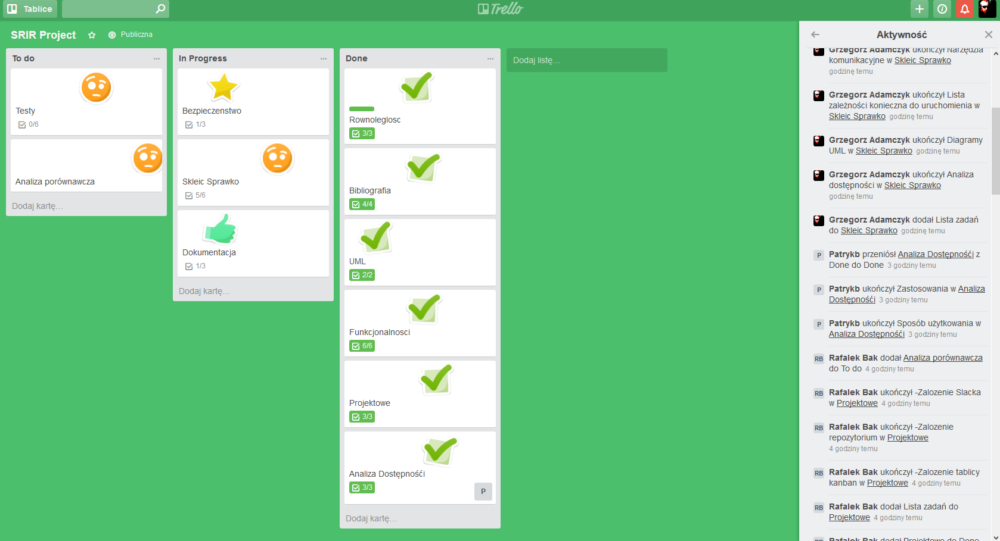 Tablice
Trello
SRIR Project
Publiczna
To do
Testy
0/6
Analiza porównawcza
Dodaj kartę...
In Progress
Bezpieczenstwo
1/3
Skleic Sprawko
5/6
Dokumentacja
1/3
Dodaj kartę...
Done
Rownoleglosc
3/3
Bibliografia
4/4
UML
2/2
Funkcjonalnosci
6/6
Projektowe
3/3
Analiza Dostępnośći
3/3
P
Dodaj kartę...
Dodaj listę...
Aktywność
Grzegorz Adamczyk ukończył Narzędzia
komunikacyjne w Skleic Sprawko
godzinę temu
Grzegorz Adamczyk ukończył Lista
zależności konieczna do uruchomienia w
Skleic Sprawko godzinę temu
Grzegorz Adamczyk ukończył Diagramy
UML w Skleic Sprawko godzinę temu
Grzegorz Adamczyk ukończył Analiza
dostępności w Skleic Sprawko
godzinę temu
Grzegorz Adamczyk dodał Lista zadań
do Skleic Sprawko godzinę temu
P Patrykb przeniósł Analiza Dostępnośći z
Done do Done 3 godziny temu
P Patrykb ukończył Zastosowania w Analiza
Dostępnośći 3 godziny temu
P Patrykb ukończył Sposób użytkowania w
Analiza Dostępnośći 3 godziny temu
RB Rafalek Bak dodał Analiza porównawcza
do To do 4 godziny temu
RB Rafalek Bak ukończył -Zalozenie Slacka
w Projektowe 4 godziny temu
RB Rafalek Bak ukończył -Zalozenie
repozytorium w Projektowe
4 godziny temu
RB Rafalek Bak ukończył -Zalozenie tablicy
kanban w Projektowe 4 godziny temu
RB Rafalek Bak dodał Lista zadań do
Projektowe 4 godziny temu
RB Rafalek Bak dodał Projektowe do Done